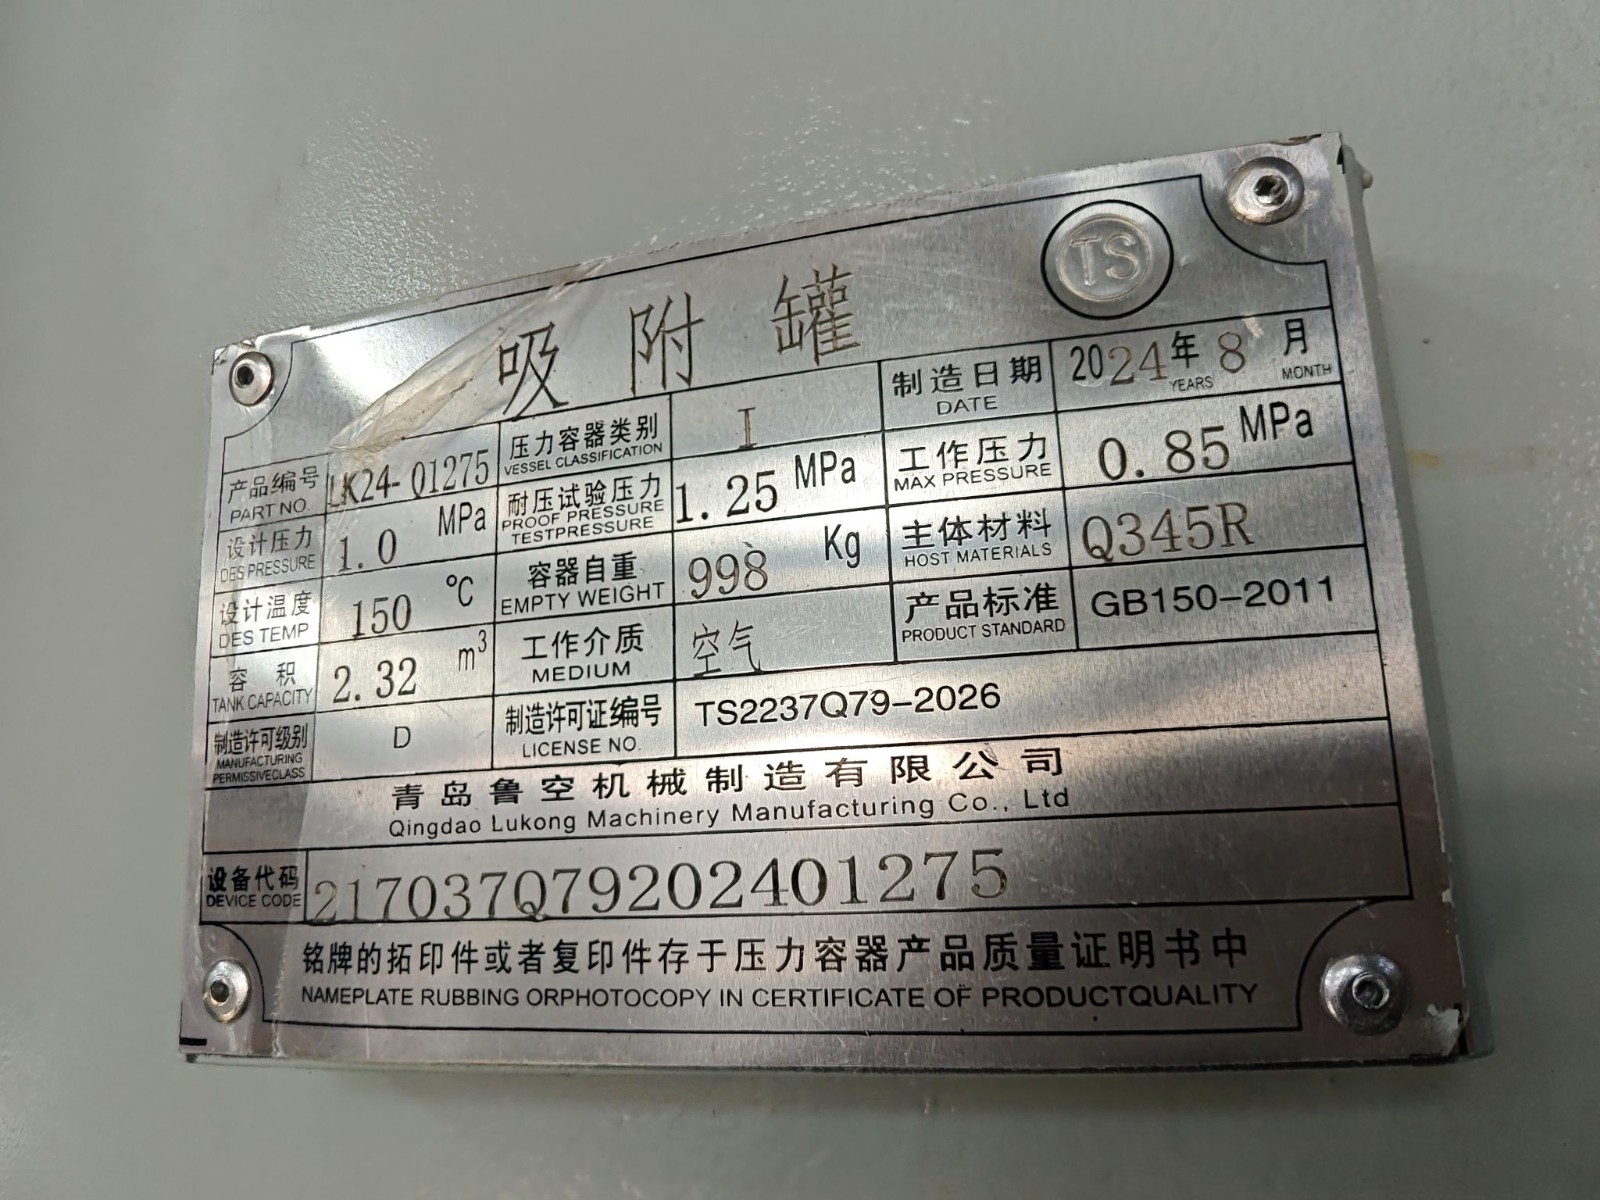 TS
吸附罐
产品编号 LK24-01275 压力容器类别 I 制造日期 2024年8月
PART NO. VESSEL CLASSIFICATION DATE YEARS MONTH
设计压力 1.0 MPa 耐压试验压力 1.25 MPa 工作压力 0.85 MPa
DES PRESSURE PROOF PRESSURE MAX PRESSURE
TESTPRESSURE
设计温度 150 ℃ 容器自重 998 Kg 主体材料 Q345R
DES TEMP EMPTY WEIGHT HOST MATERIALS
容积 2.32 m³ 工作介质 空气 产品标准 GB150-2011
TANK CAPACITY MEDIUM PRODUCT STANDARD
制造许可级别 D 制造许可证编号 TS2237Q79-2026
MANUFACTURING LICENSE NO.
PERMISSIVECLASS
青岛鲁空机械制造有限公司
Qingdao Lukong Machinery Manufacturing Co., Ltd
设备代码 217037Q79202401275
DEVICE CODE
铭牌的拓印件或者复印件存于压力容器产品质量证明书中
NAMEPLATE RUBBING ORPHOTOCOPY IN CERTIFICATE OF PRODUCTQUALITY